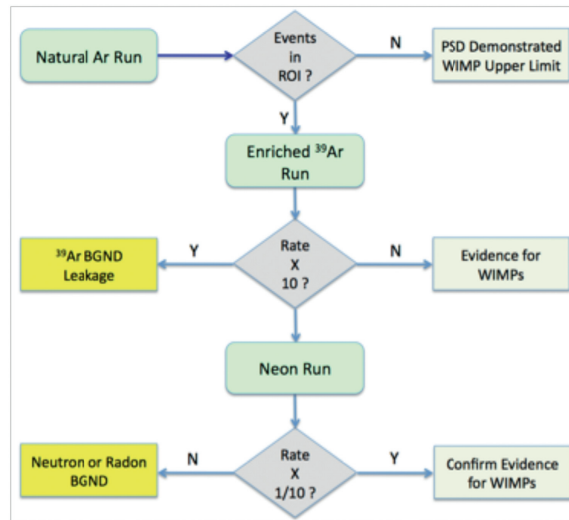 Natural Ar Run
Events
in
ROI ?
N
PSD Demonstrated
WIMP Upper Limit
Y
Enriched ³⁹Ar
Run
³⁹Ar BGND
Leakage
Y
Rate
X
10 ?
N
Evidence for
WIMPs
Neon Run
Neutron or Radon
BGND
N
Rate
X
1/10 ?
Y
Confirm Evidence
for WIMPs